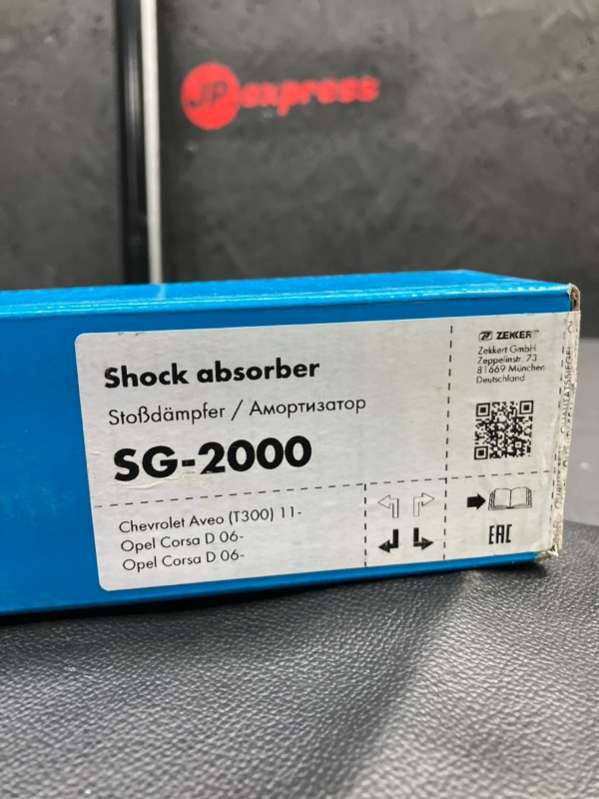 JP express
Shock absorber
Stoßdämpfer / Амортизатор
SG-2000
Chevrolet Aveo (T300) 11-
Opel Corsa D 06-
Opel Corsa D 06-
ZEKKERT
Zekkert GmbH
Zeppelinstr. 73
81669 München
Deutschland
EAC